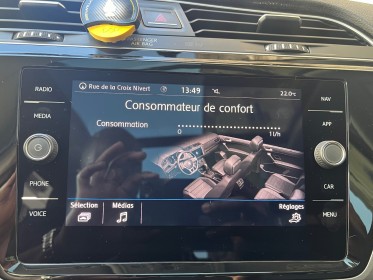 PASSENGER
AIR BAG
Rue de la Croix Nivert
13:49
22.0
RADIO
MEDIA
PHONE
VOICE
NAV
APP
CAR
MENU
Consommateur de confort
Consommation
0
1 l/h
Sélection
Médias
Réglages